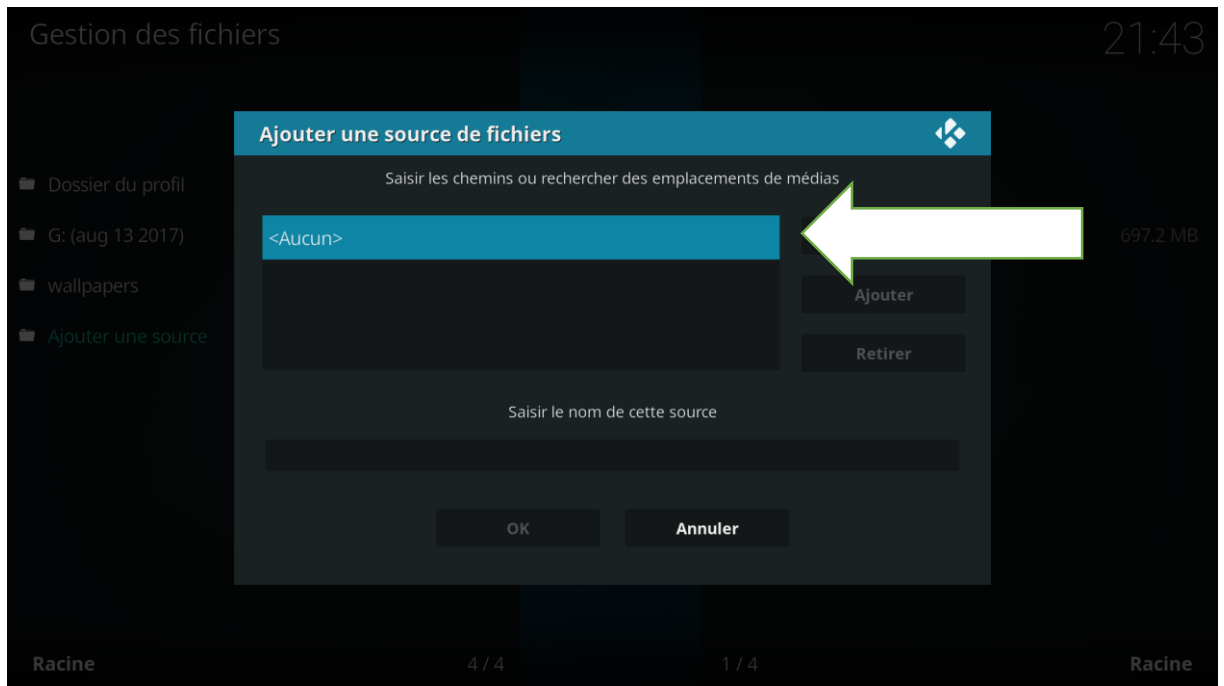 Gestion des fichiers
21:43
Ajouter une source de fichiers
Saisir les chemins ou rechercher des emplacements de médias
Dossier du profil
<Aucun>
G: (aug 13 2017)
697.2 MB
wallpapers
Ajouter
Ajouter une source
Retirer
Saisir le nom de cette source
OK
Annuler
Racine
4 / 4
1 / 4
Racine